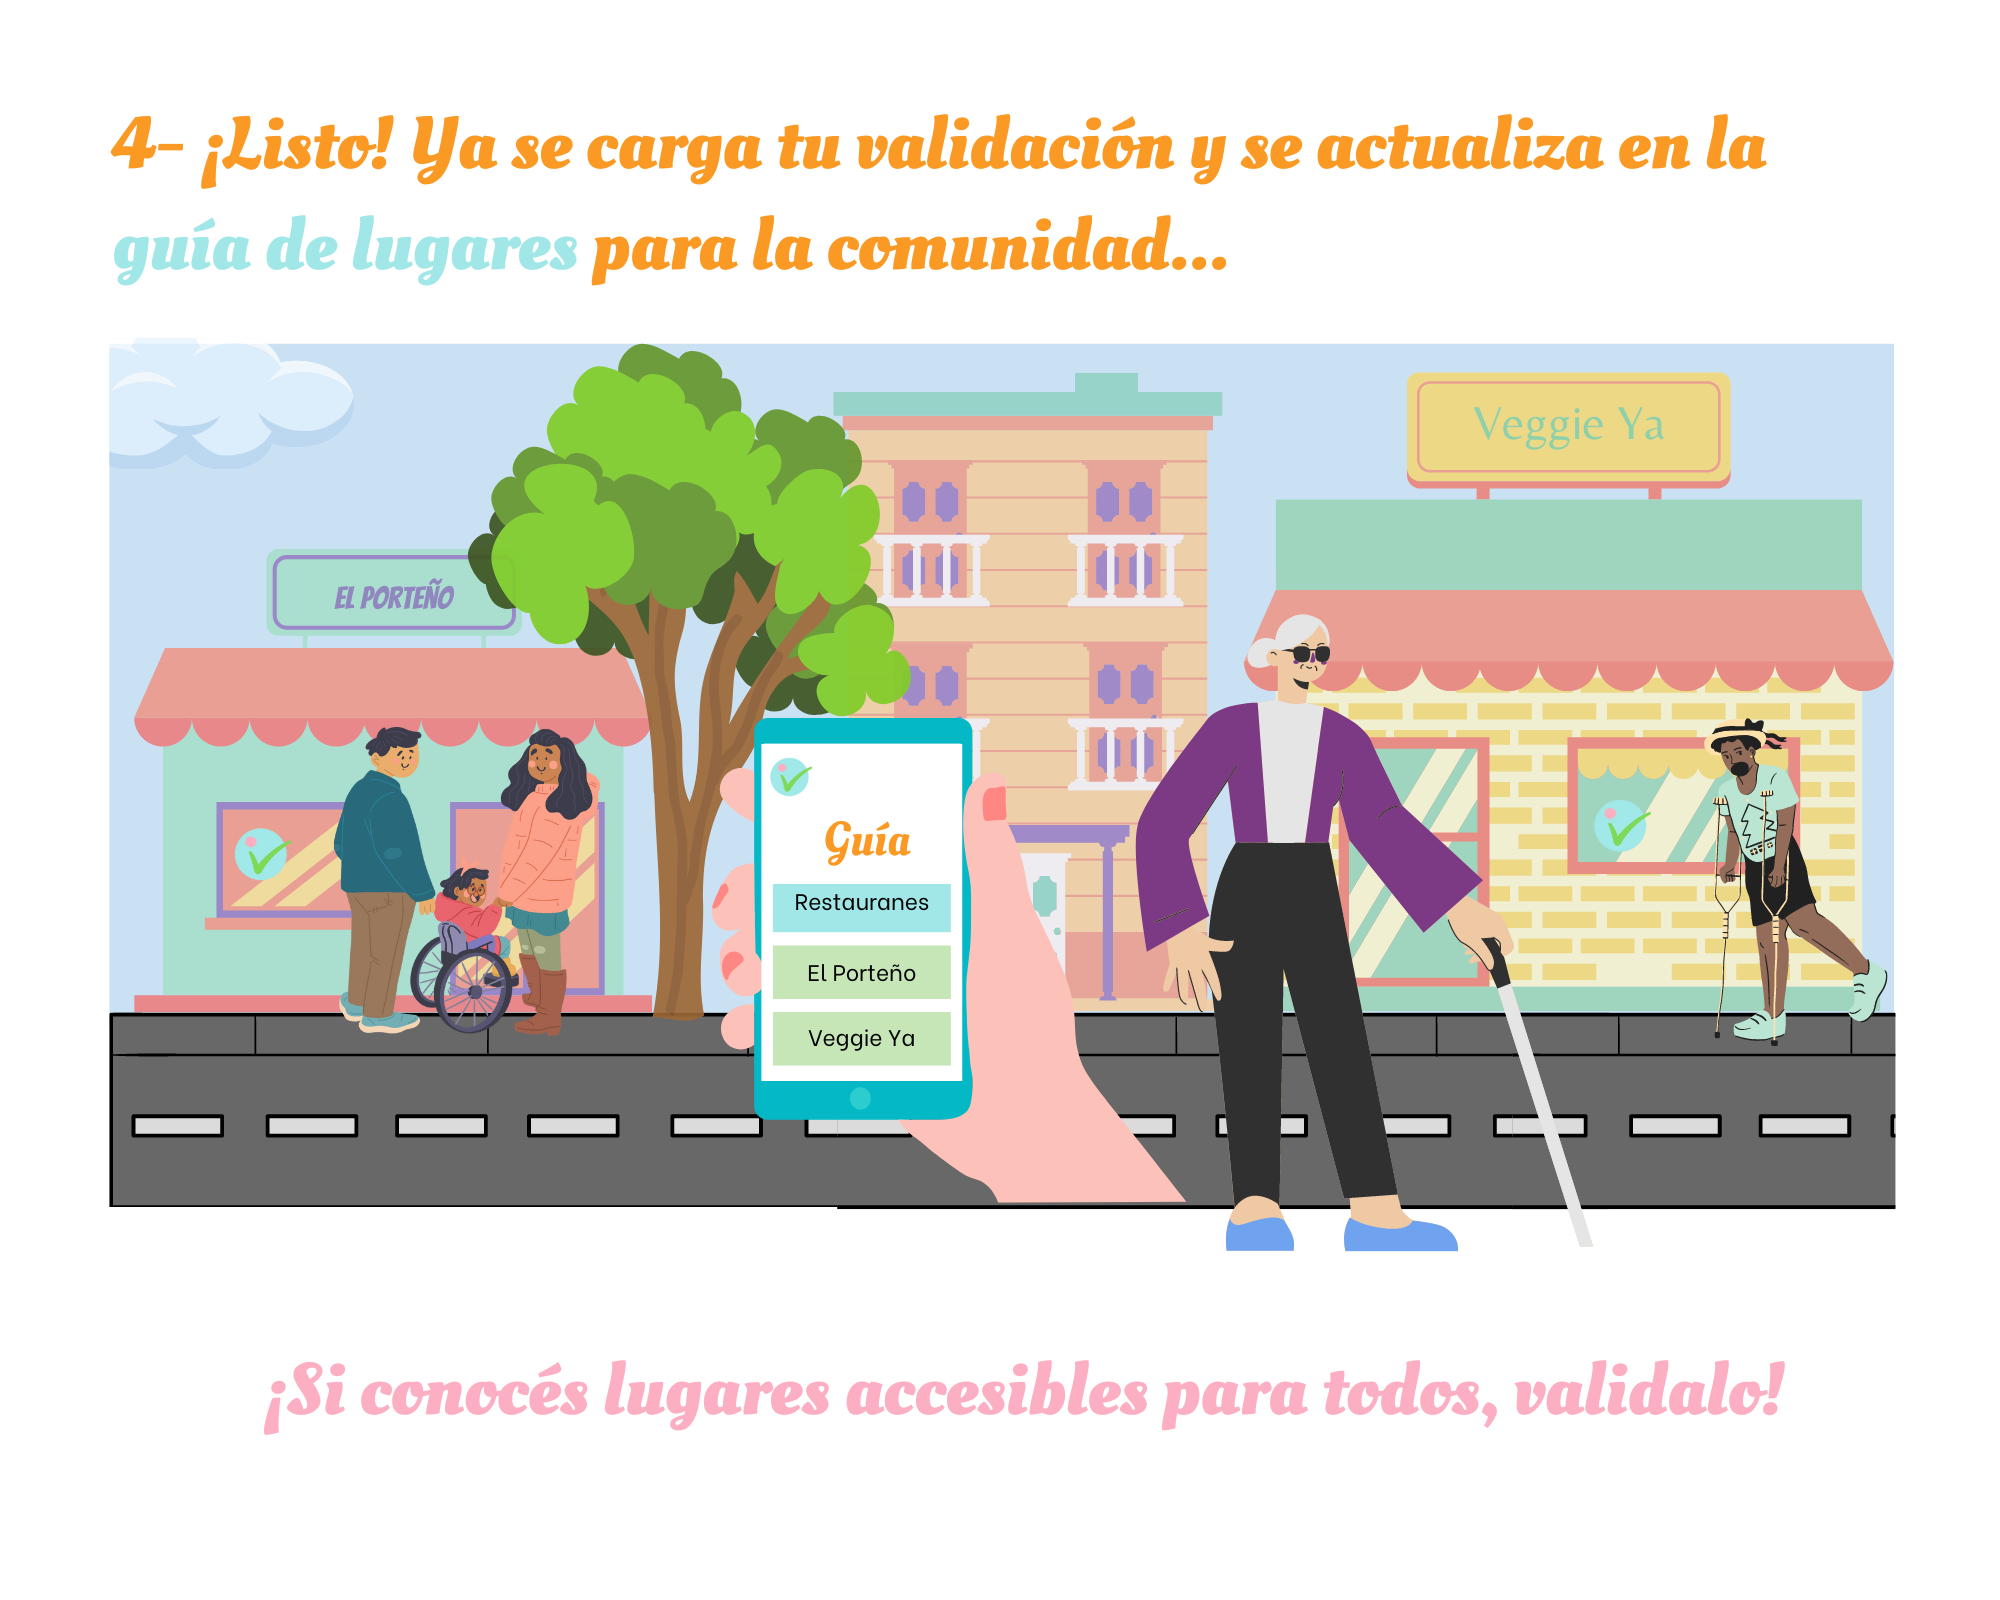 4- ¡Listo! Ya se carga tu validación y se actualiza en la
guía de lugares para la comunidad...
Veggie Ya
EL PORTEÑO
Guía
Restauranes
El Porteño
Veggie Ya
¡Si conocés lugares accesibles para todos, validalo!